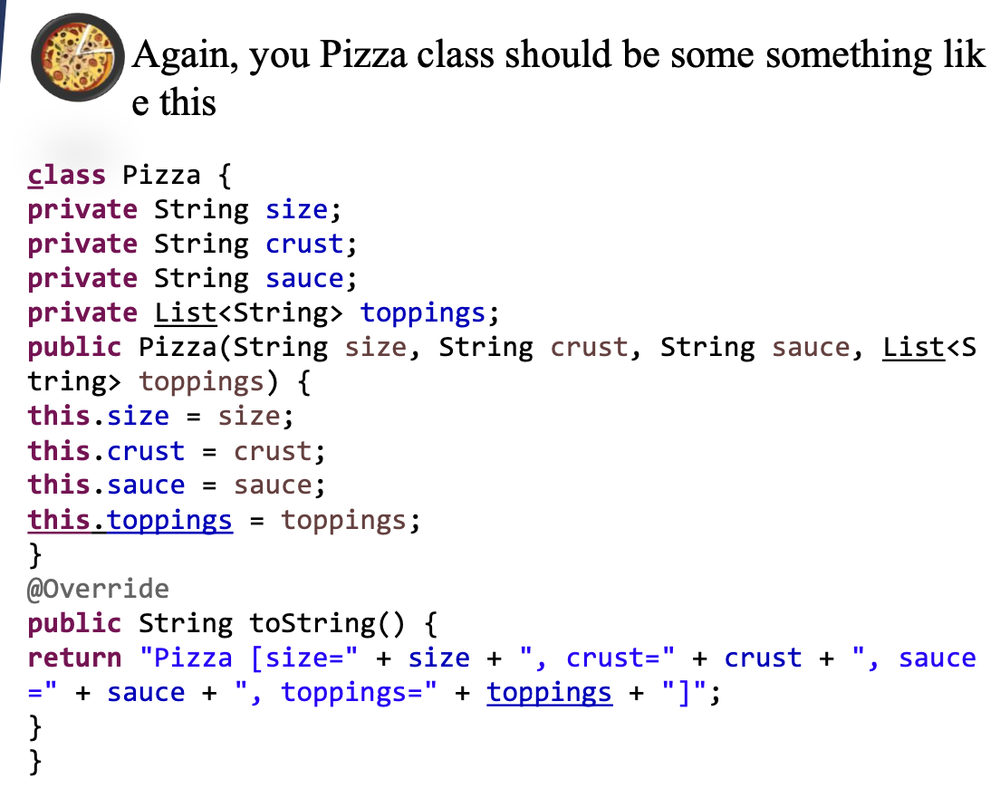 Again, you Pizza class should be some something lik
e this
class Pizza {
private String size;
private String crust;
private String sauce;
private List<String> toppings;
public Pizza(String size, String crust, String sauce, List<S
tring> toppings) {
this.size = size;
this.crust = crust;
this.sauce = sauce;
this.toppings = toppings;
}
@Override
public String toString() {
return "Pizza [size=" + size + ", crust=" + crust + ", sauce
=" + sauce + ", toppings=" + toppings + "]";
}
}